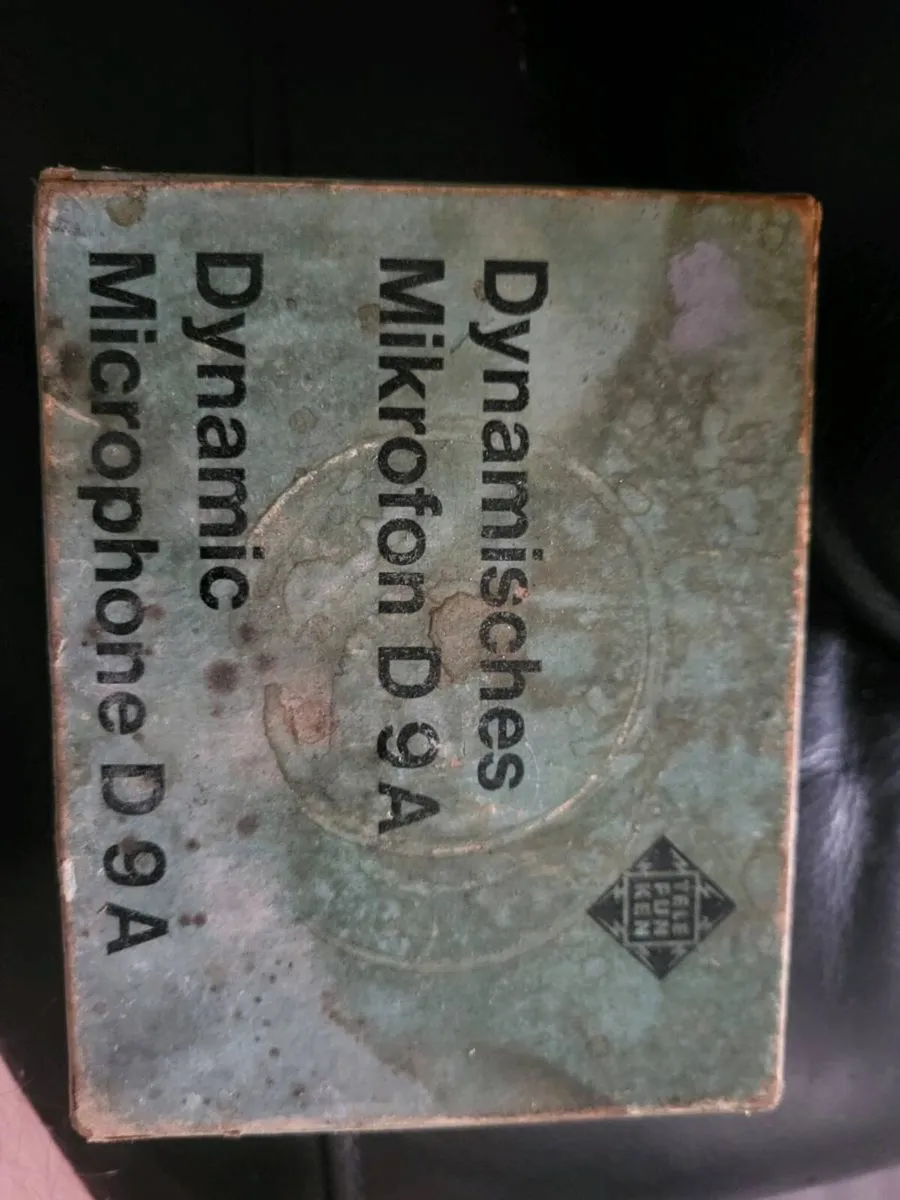 TELE
FUN
KEN
Dynamisches
Mikrofon D 9 A
Dynamic
Microphone D 9 A